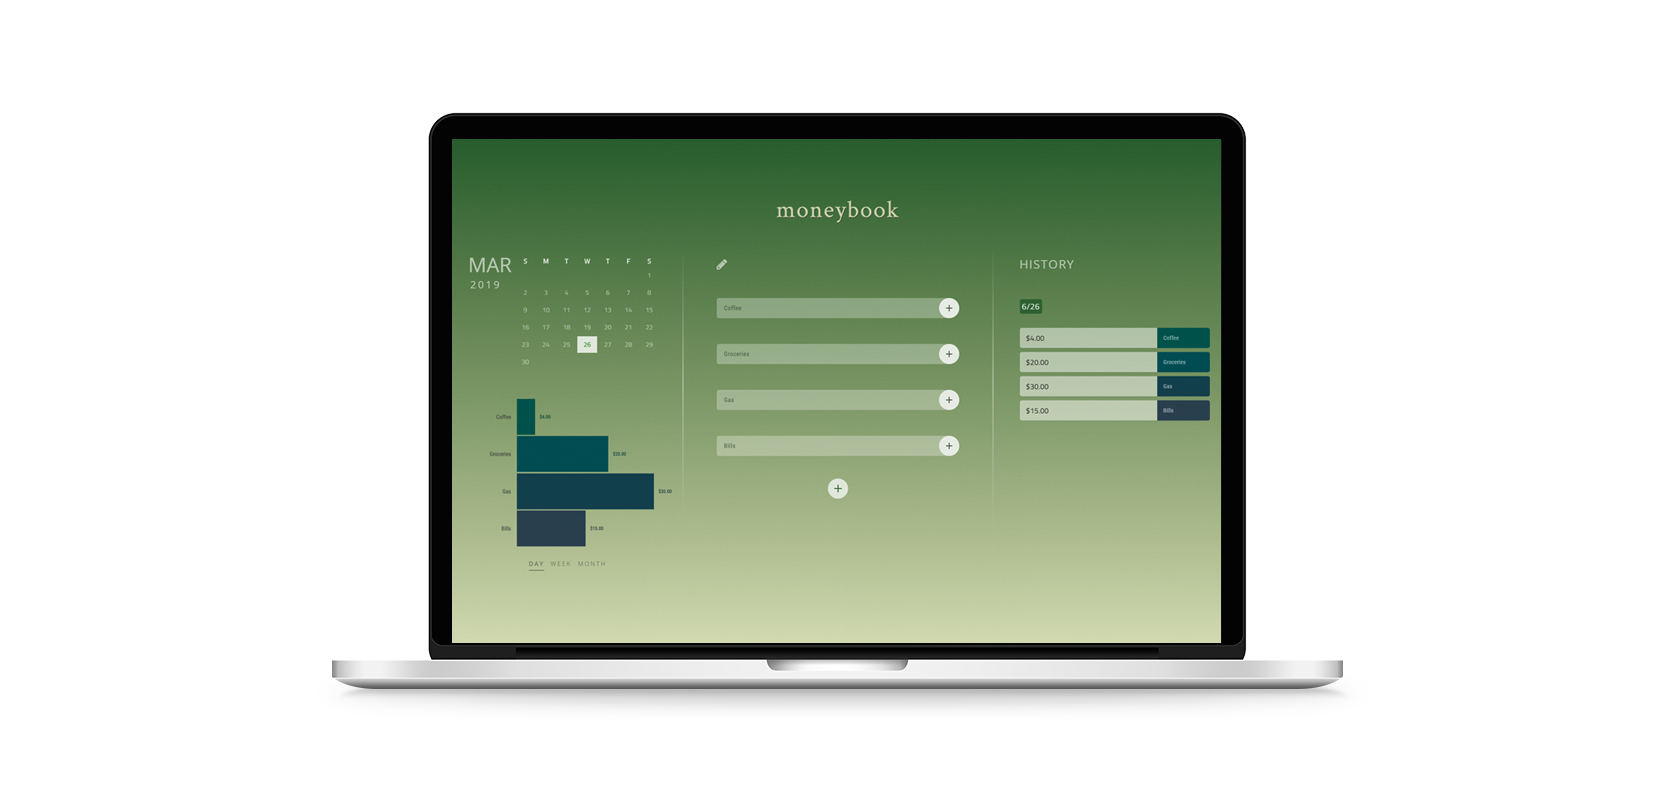 moneybook
MAR
2019
S M T W T F S
1
2 3 4 5 6 7 8
9 10 11 12 13 14 15
16 17 18 19 20 21 22
23 24 25 26 27 28 29
30
Coffee $4.00
Groceries $20.00
Gas $30.00
Bills $15.00
DAY WEEK MONTH
Coffee +
Groceries +
Gas +
Bills +
+
HISTORY
6/26
$4.00 Coffee
$20.00 Groceries
$30.00 Gas
$15.00 Bills